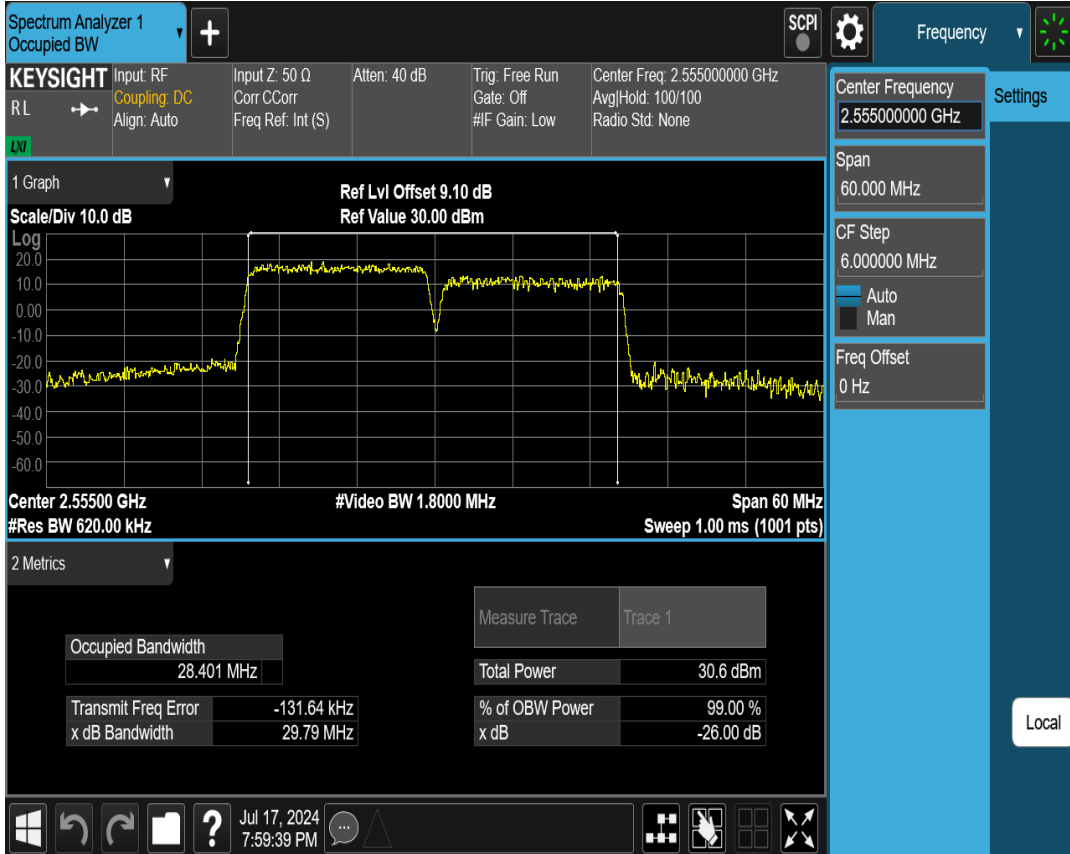 Spectrum Analyzer 1
Occupied BW
+
SCPI
Frequency
KEYSIGHT
RL
LXI
Input: RF
Coupling: DC
Align: Auto
Input Z: 50 Ω
Corr CCorr
Freq Ref: Int (S)
Atten: 40 dB
Trig: Free Run
Gate: Off
#IF Gain: Low
Center Freq: 2.555000000 GHz
Avg|Hold: 100/100
Radio Std: None
Center Frequency
2.555000000 GHz
Settings
Span
60.000 MHz
CF Step
6.000000 MHz
Auto
Man
Freq Offset
0 Hz
Local
1 Graph
Ref Lvl Offset 9.10 dB
Scale/Div 10.0 dB
Ref Value 30.00 dBm
Log
20.0
10.0
0.00
-10.0
-20.0
-30.0
-40.0
-50.0
-60.0
Center 2.55500 GHz
#Video BW 1.8000 MHz
Span 60 MHz
#Res BW 620.00 kHz
Sweep 1.00 ms (1001 pts)
2 Metrics
Measure Trace
Trace 1
Occupied Bandwidth
28.401 MHz
Total Power
30.6 dBm
Transmit Freq Error
-131.64 kHz
% of OBW Power
99.00 %
x dB Bandwidth
29.79 MHz
x dB
-26.00 dB
?
Jul 17, 2024
7:59:39 PM